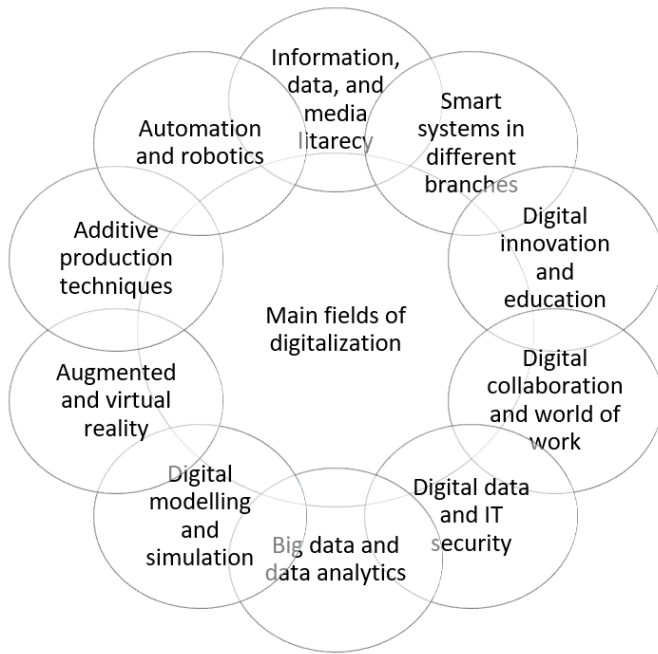 Information,
data, and
media
litarecy
Smart
systems in
different
branches
Digital
innovation
and
education
Digital
collaboration
and world of
work
Digital data
and IT
security
Big data and
data analytics
Digital
modelling
and
simulation
Augmented
and virtual
reality
Additive
production
techniques
Automation
and robotics
Main fields of
digitalization